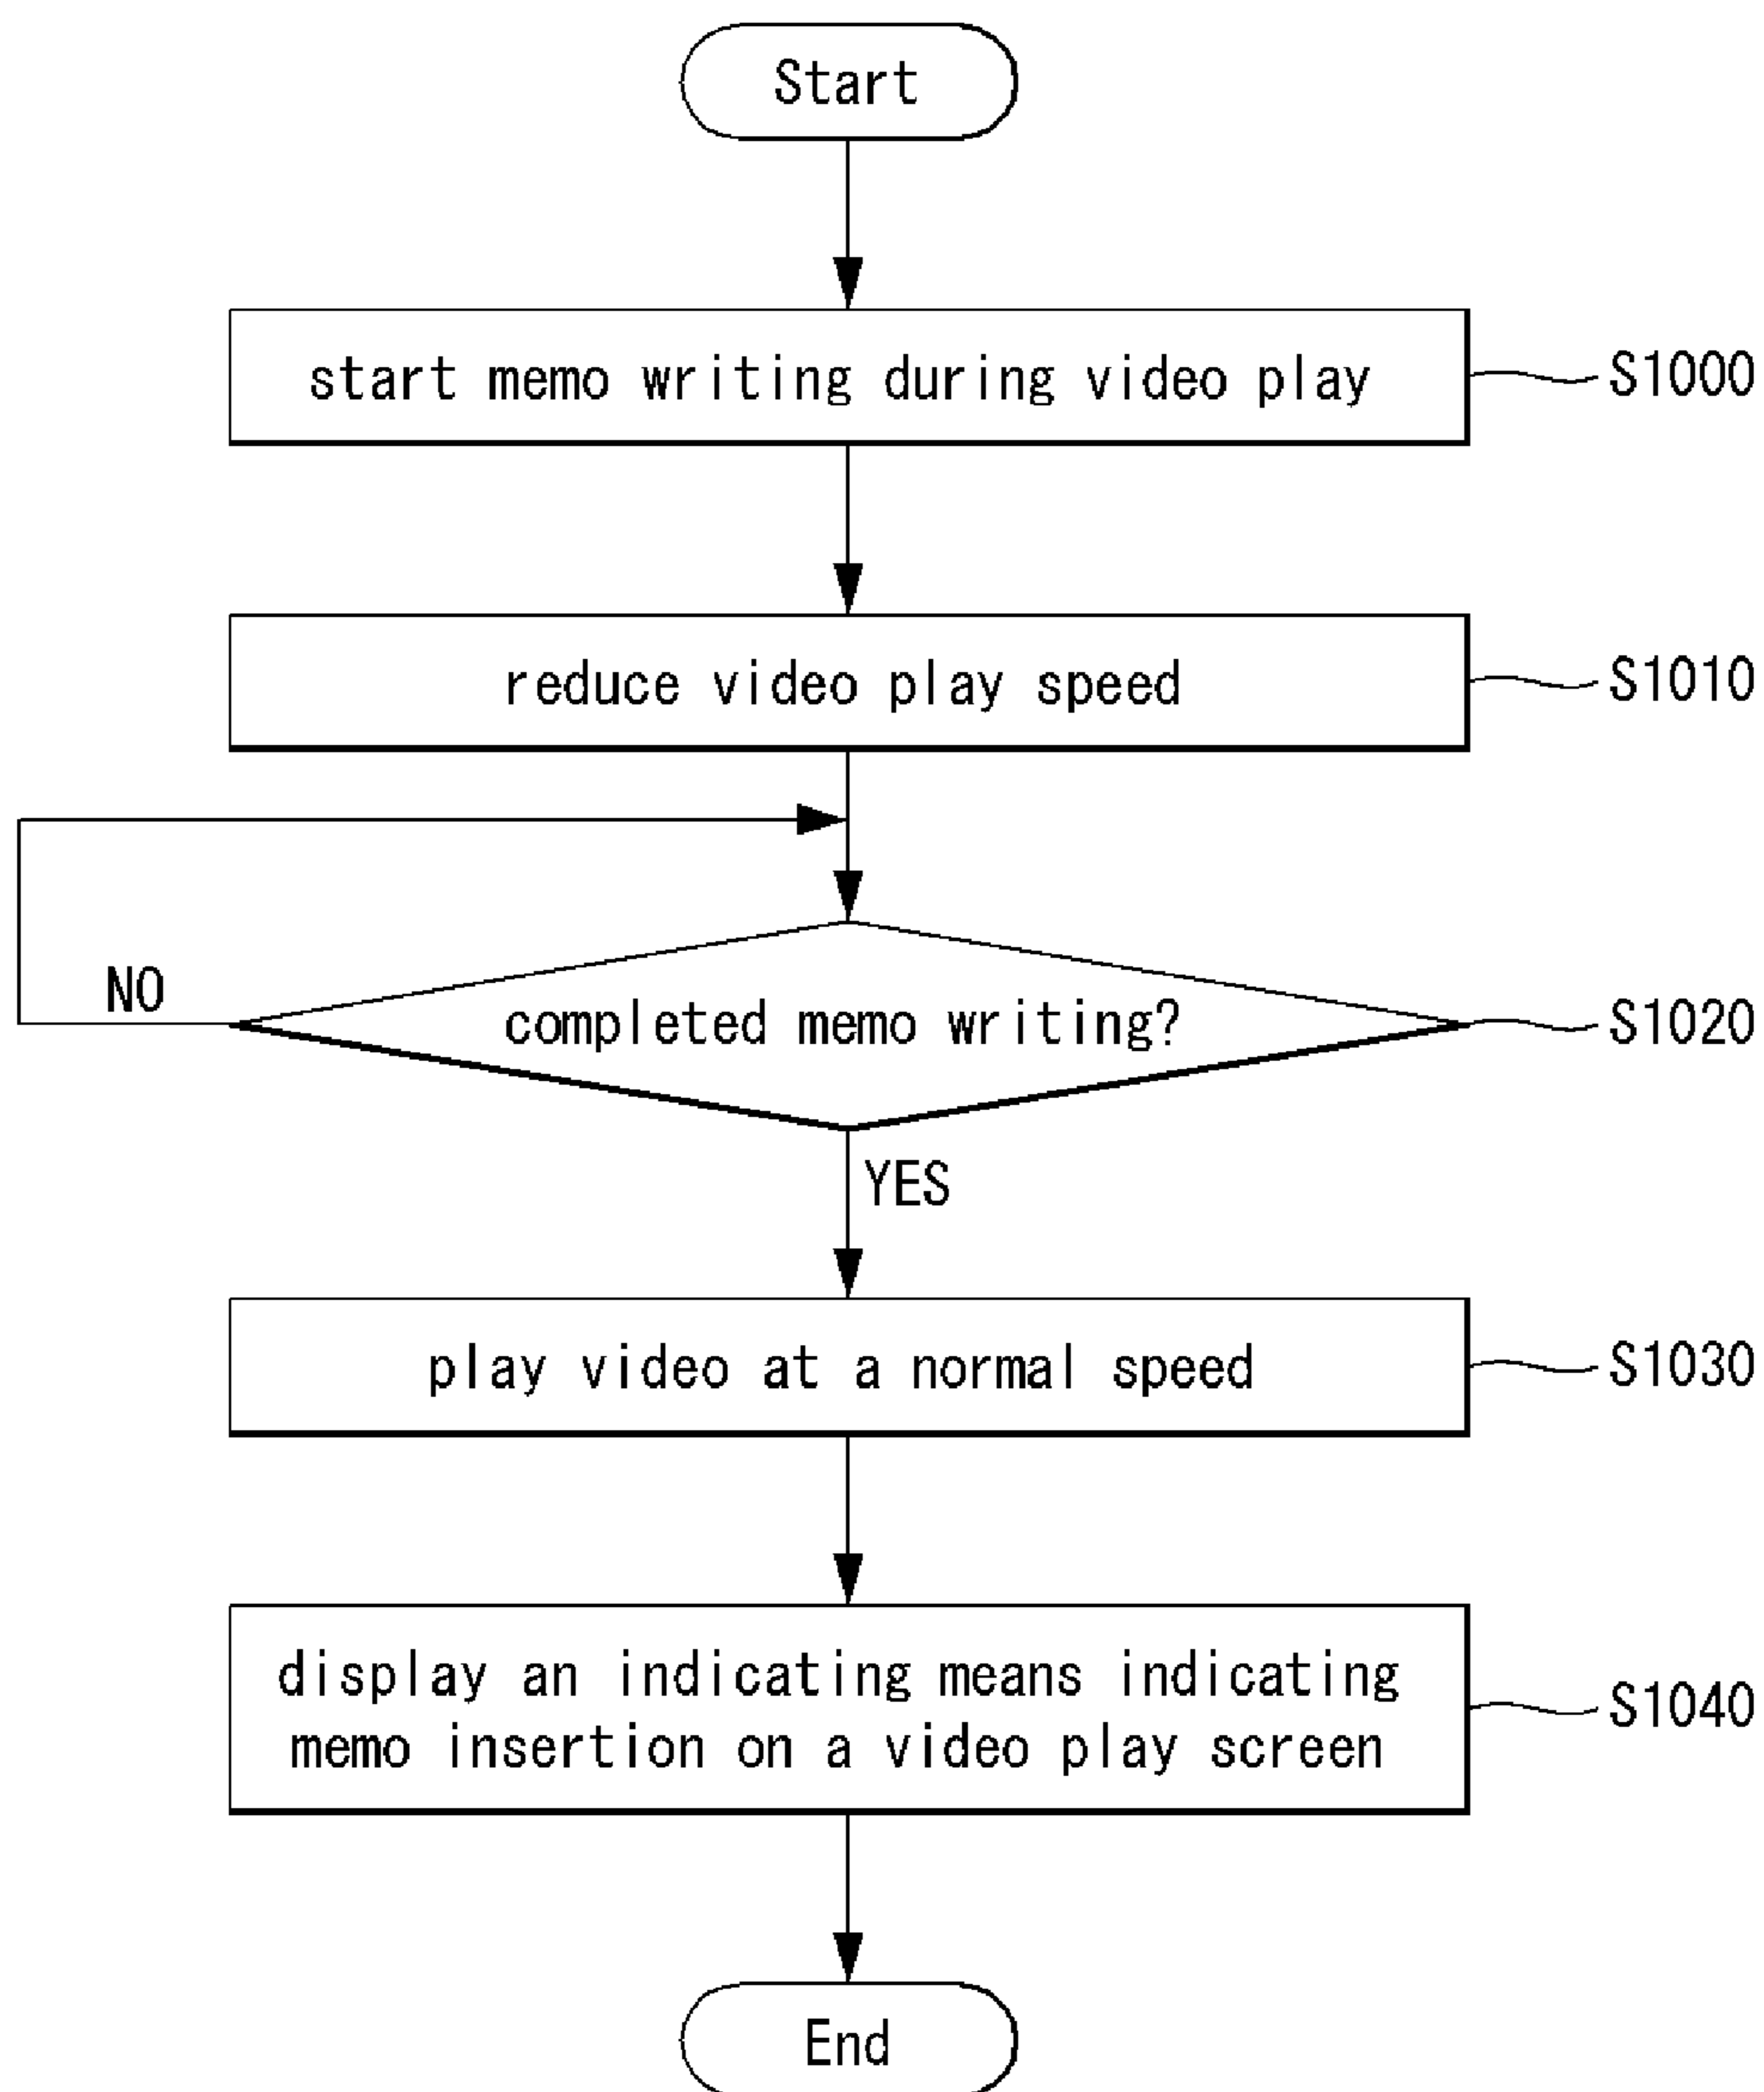 Start
start memo writing during video play
S1000
reduce video play speed
S1010
NO
completed memo writing?
S1020
YES
play video at a normal speed
S1030
display an indicating means indicating
memo insertion on a video play screen
S1040
End